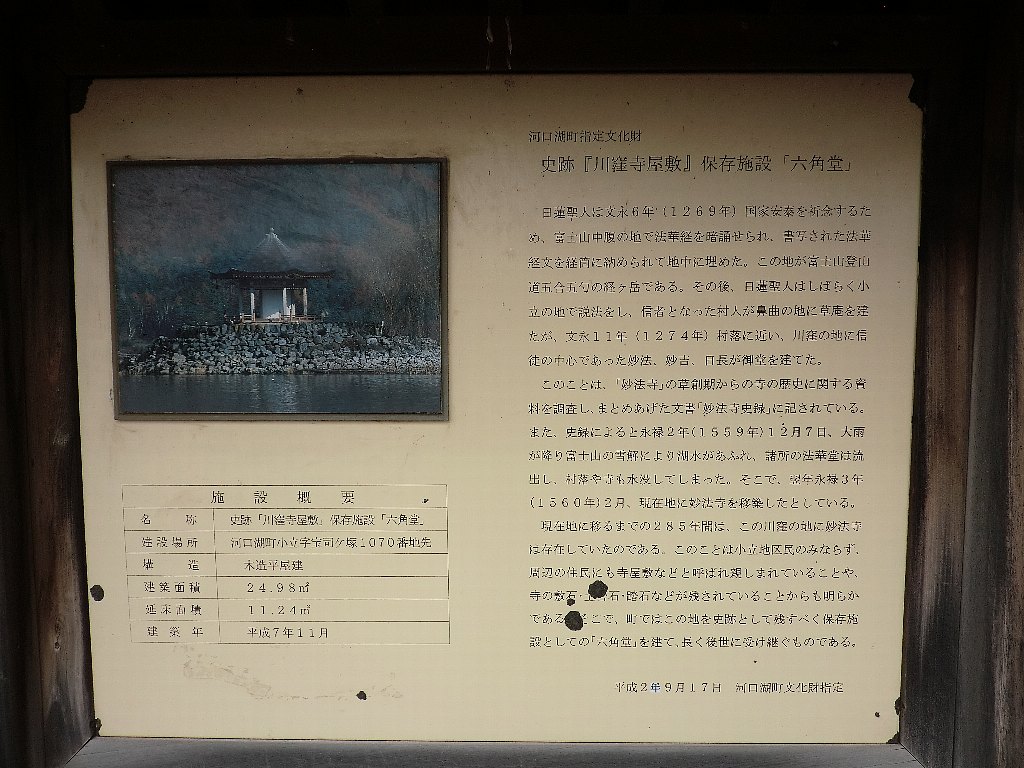 河口湖町指定文化財
史跡『川窪寺屋敷』保存施設「六角堂」
日蓮聖人は文永6年(1269年)国家安泰を祈念するた
め、富士山中腹の地で法華経を暗誦せられ、書写された法華
経文を経筒に納められて地中に埋めた。この地が富士山登山
道五合五勺の経ヶ岳である。その後、日蓮聖人はしばらく小
立の地で説法をし、信者となった村人が鼻曲の地に草庵を建
たが、文永11年(1274年)村落に近い、川窪の地に信
徒の中心であった妙法、妙吉、日長が御堂を建てた。
このことは、「妙法寺」の草創期からの寺の歴史に関する資
料を調査し、まとめあげた文書「妙法寺史録」に記されている。
また、史録によると永禄2年(1559年)12月7日、大雨
が降り富士山の雪解により湖水があふれ、諸所の法華堂は流
出し、村落や寺も水没してしまった。そこで、翌年永禄3年
(1560年)2月、現在地に妙法寺を移築したとしている。
現在地に移るまでの285年間は、この川窪の地に妙法寺
は存在していたのである。このことは小立地区民のみならず、
周辺の住民にも寺屋敷などと呼ばれ親しまれていることや、
寺の敷石・石・踏石などが残されていることからも明らか
である そこで、町ではこの地を史跡として残すべく保存施
設としての「六角堂」を建て、長く後世に受け継ぐものである。
平成2年9月17日 河口湖町文化財指定
施設概要
名称 史跡「川窪寺屋敷」保存施設「六角堂」
建設場所 河口湖町小立字宝司ケ塚1070番地先
構造 木造平屋建
建築面積 24.98㎡
延床面積 11.24㎡
建築年 平成7年11月